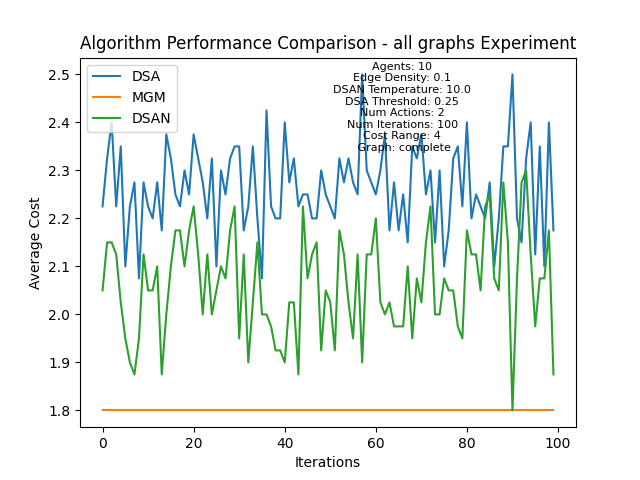 Algorithm Performance Comparison - all graphs Experiment
DSA
MGM
DSAN
Agents: 10
Edge Density: 0.1
DSAN Temperature: 10.0
DSA Threshold: 0.25
Num Actions: 2
Num Iterations: 100
Cost Range: 4
Graph: complete
Average Cost
2.5
2.4
2.3
2.2
2.1
2.0
1.9
1.8
0 20 40 60 80 100
Iterations